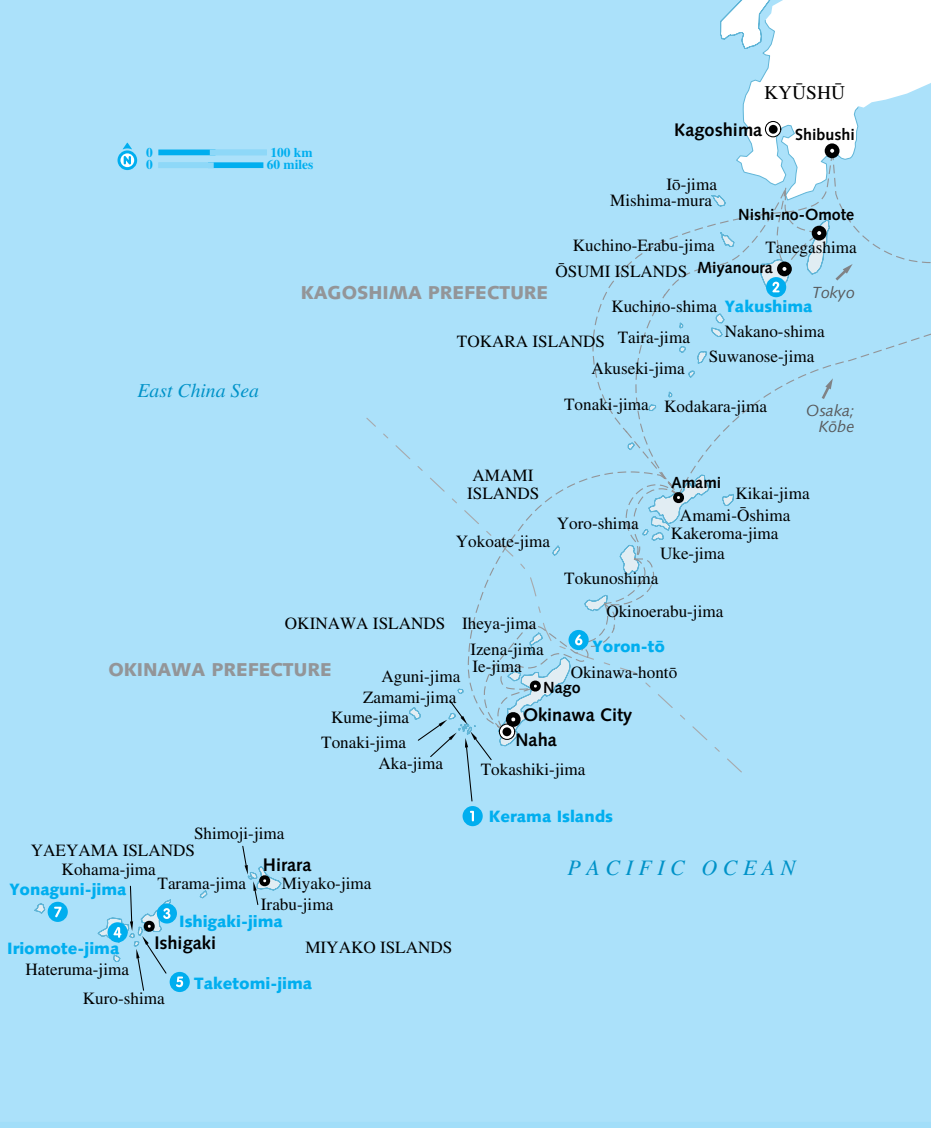 KYŪSHŪ
Kagoshima
Shibushi
N
0 100 km
0 60 miles
Iō-jima
Mishima-mura
Nishi-no-Omote
Kuchino-Erabu-jima
Tanegashima
ŌSUMI ISLANDS
Miyanoura
2
Tokyo
KAGOSHIMA PREFECTURE
Kuchino-shima
Yakushima
TOKARA ISLANDS
Taira-jima
Nakano-shima
Suwanose-jima
Akuseki-jima
East China Sea
Tonaki-jima
Kodakara-jima
Osaka;
Kōbe
AMAMI
ISLANDS
Amami
Kikai-jima
Amami-Ōshima
Yoro-shima
Kakeroma-jima
Yokoate-jima
Uke-jima
Tokunoshima
Okinoerabu-jima
OKINAWA ISLANDS
Iheya-jima
6 Yoron-tō
Izena-jima
Ie-jima
OKINAWA PREFECTURE
Okinawa-hontō
Aguni-jima
Nago
Zamami-jima
Kume-jima
Okinawa City
Tonaki-jima
Naha
Aka-jima
Tokashiki-jima
1 Kerama Islands
Shimoji-jima
YAEYAMA ISLANDS
Hirara
Kohama-jima
Tarama-jima
Miyako-jima
Yonaguni-jima
7
Irabu-jima
3
Ishigaki-jima
4
Ishigaki
Iriomote-jima
MIYAKO ISLANDS
Hateruma-jima
5 Taketomi-jima
Kuro-shima
PACIFIC OCEAN